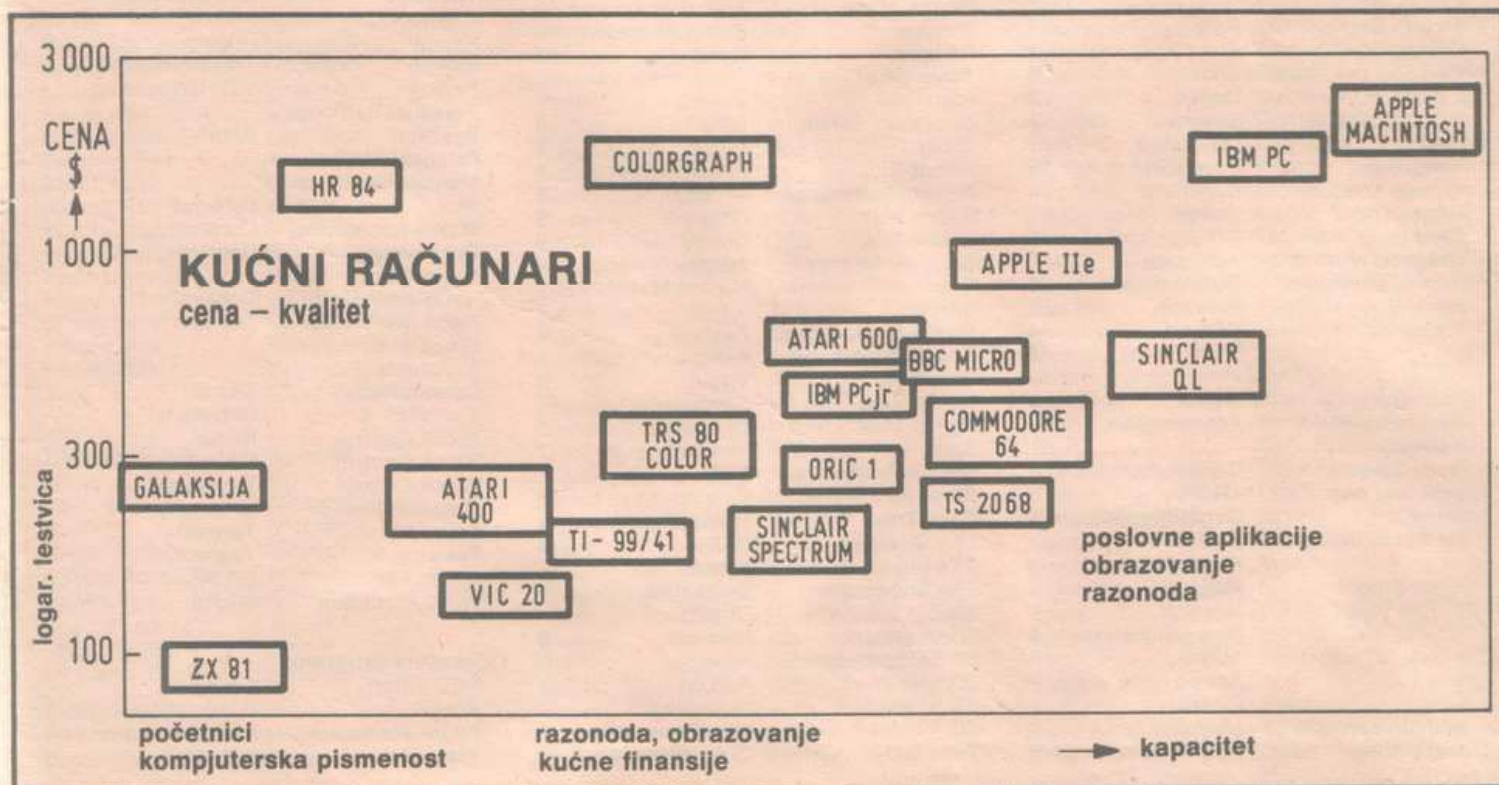 3 000
CENA
$
1 000
300
100
logar. lestvica
KUĆNI RAČUNARI
cena – kvalitet
HR 84
COLORGRAPH
IBM PC
APPLE
MACINTOSH
APPLE IIe
ATARI 600
BBC MICRO
SINCLAIR
QL
IBM PCjr
TRS 80
COLOR
COMMODORE
64
ORIC 1
GALAKSIJA
ATARI
400
TS 2068
TI - 99/41
SINCLAIR
SPECTRUM
VIC 20
ZX 81
poslovne aplikacije
obrazovanje
razonoda
početnici
kompjuterska pismenost
razonoda, obrazovanje
kućne finansije
kapacitet